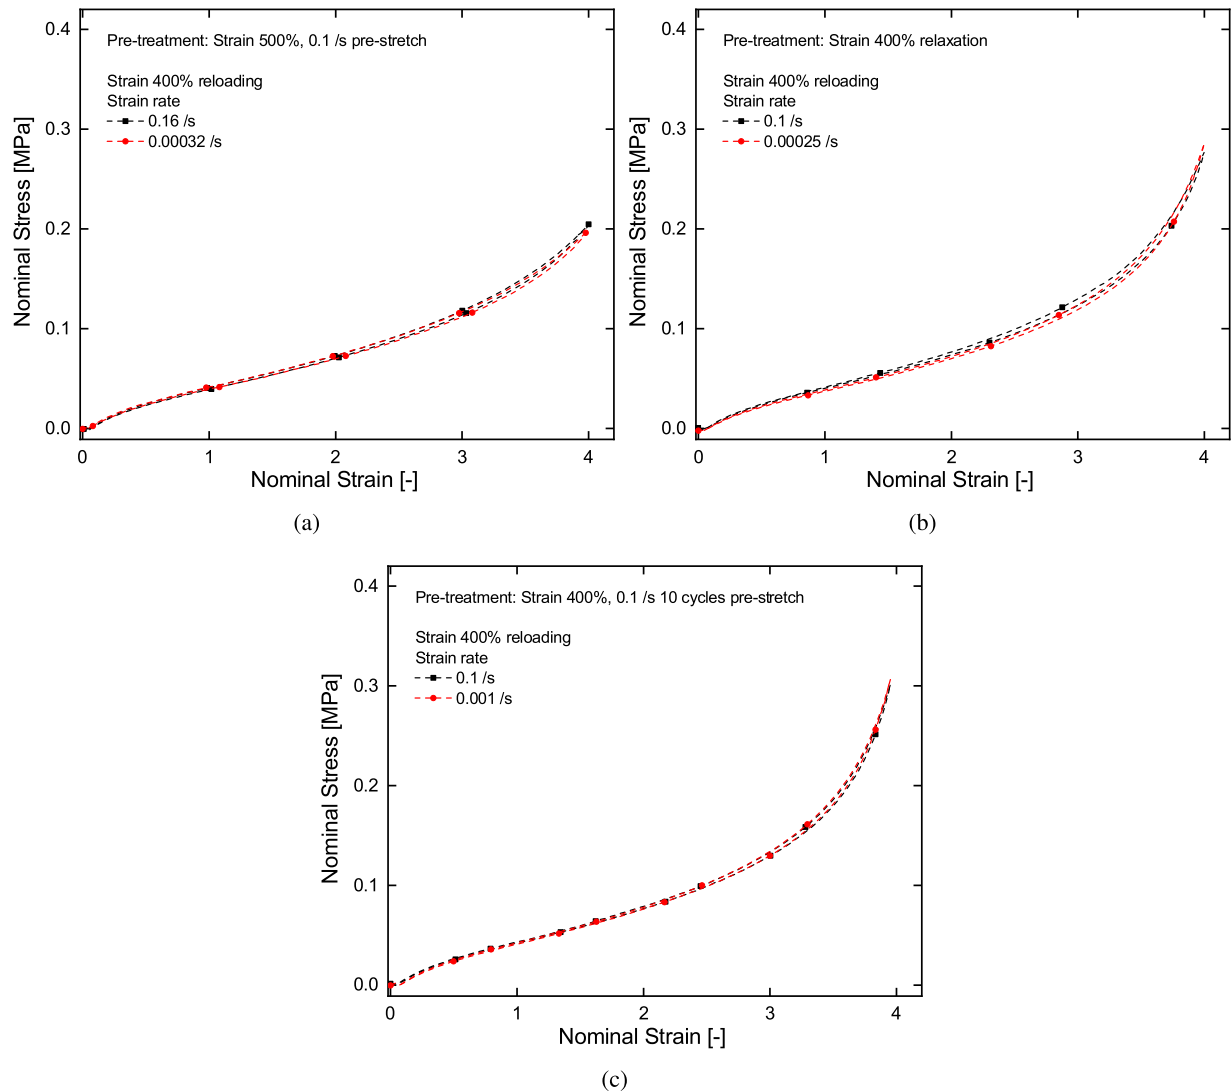 0.4
Pre-treatment: Strain 500%, 0.1 /s pre-stretch
Strain 400% reloading
Strain rate
0.16 /s
0.00032 /s
0.3
0.2
0.1
0.0
Nominal Stress [MPa]
0 1 2 3 4
Nominal Strain [-]
(a)
0.4
Pre-treatment: Strain 400% relaxation
Strain 400% reloading
Strain rate
0.1 /s
0.00025 /s
0.3
0.2
0.1
0.0
Nominal Stress [MPa]
0 1 2 3 4
Nominal Strain [-]
(b)
0.4
Pre-treatment: Strain 400%, 0.1 /s 10 cycles pre-stretch
Strain 400% reloading
Strain rate
0.1 /s
0.001 /s
0.3
0.2
0.1
0.0
Nominal Stress [MPa]
0 1 2 3 4
Nominal Strain [-]
(c)